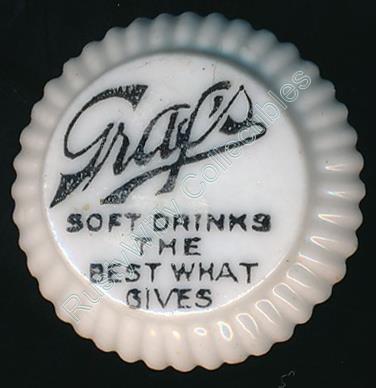 Graf's
SOFT DRINKS
THE
BEST WHAT
GIVES